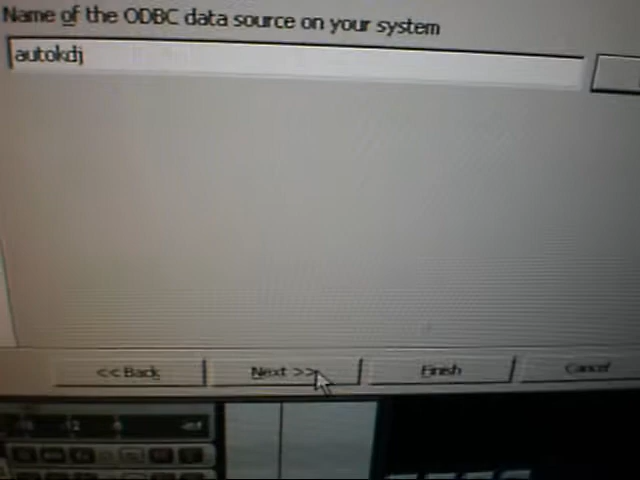 Name of the ODBC data source on your system
autokdj
<< Back
Next >>
Finish
Cancel